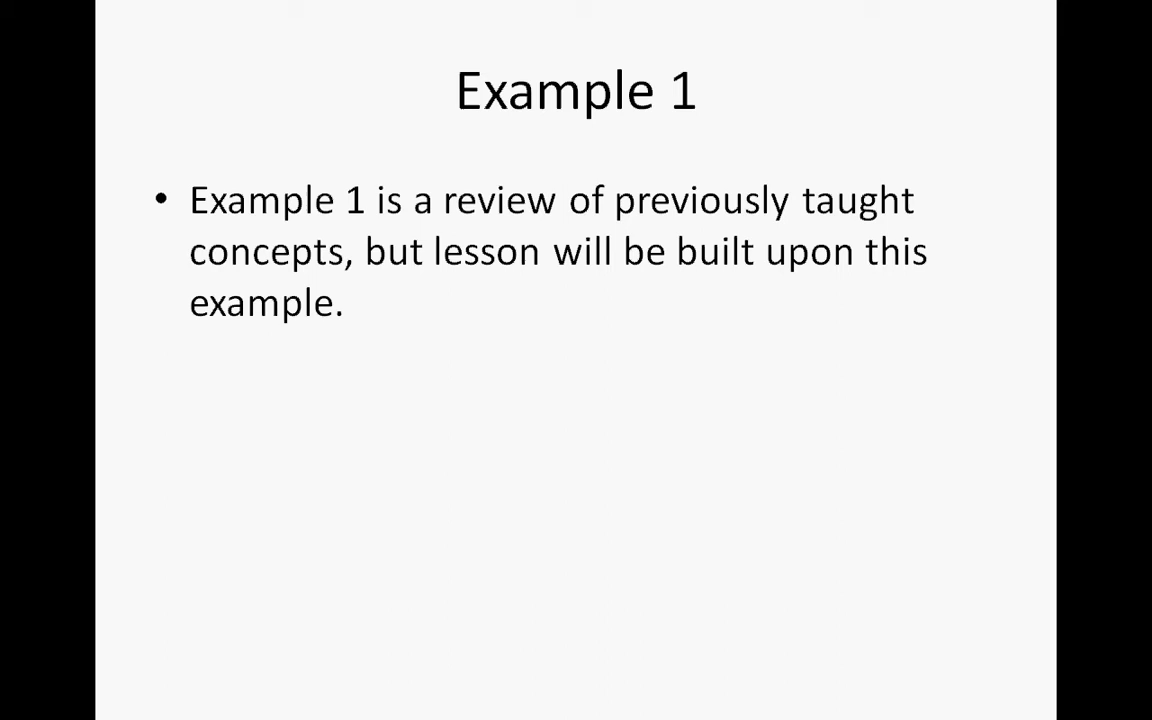 Example 1
• Example 1 is a review of previously taught
concepts, but lesson will be built upon this
example.